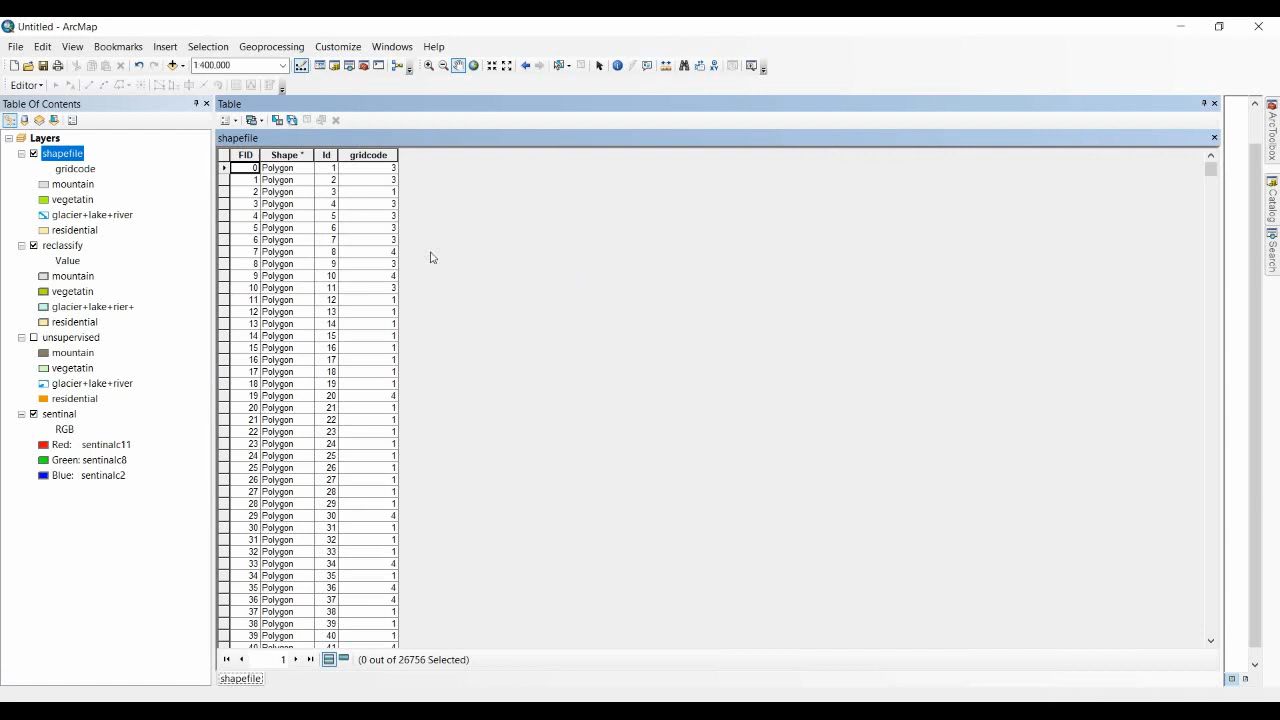 Untitled - ArcMap
File Edit View Bookmarks Insert Selection Geoprocessing Customize Windows Help
1:400,000
Editor
Table Of Contents
Layers
shapefile
gridcode
mountain
vegetatin
glacier+lake+river
residential
reclassify
Value
mountain
vegetatin
glacier+lake+rier+
residential
unsupervised
mountain
vegetatin
glacier+lake+river
residential
sentinal
RGB
Red: sentinalc11
Green: sentinalc8
Blue: sentinalc2
Table
shapefile
FID Shape * Id gridcode
0 Polygon 1 3
1 Polygon 2 3
2 Polygon 3 1
3 Polygon 4 3
4 Polygon 5 3
5 Polygon 6 3
6 Polygon 7 3
7 Polygon 8 4
8 Polygon 9 3
9 Polygon 10 4
10 Polygon 11 3
11 Polygon 12 1
12 Polygon 13 1
13 Polygon 14 1
14 Polygon 15 1
15 Polygon 16 1
16 Polygon 17 1
17 Polygon 18 1
18 Polygon 19 1
19 Polygon 20 4
20 Polygon 21 1
21 Polygon 22 1
22 Polygon 23 1
23 Polygon 24 1
24 Polygon 25 1
25 Polygon 26 1
26 Polygon 27 1
27 Polygon 28 1
28 Polygon 29 1
29 Polygon 30 4
30 Polygon 31 1
31 Polygon 32 1
32 Polygon 33 1
33 Polygon 34 4
34 Polygon 35 1
35 Polygon 36 4
36 Polygon 37 4
37 Polygon 38 1
38 Polygon 39 1
39 Polygon 40 1
1 (0 out of 26756 Selected)
shapefile
ArcToolbox
Catalog
Search